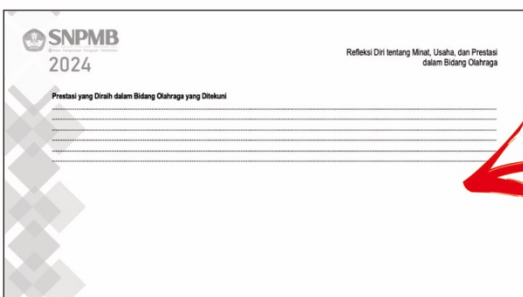 SNPMB
2024
Refleksi Diri tentang Minat, Usaha, dan Prestasi
dalam Bidang Olahraga
Prestasi yang Diraih dalam Bidang Olahraga yang Ditekuni